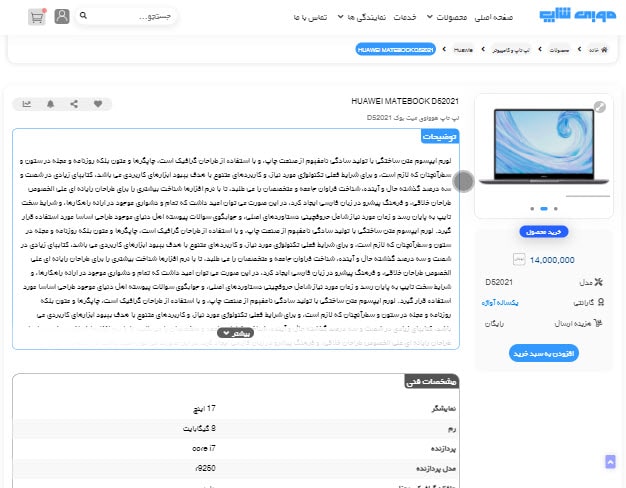 موبی شاپ
صفحه اصلی
محصولات
خدمات
نمایندگی ها
تماس با ما
جستجو...
خانه
محصولات
لپ تاپ و کامپیوتر
Huawei
HUAWEI MATEBOOK D52021
HUAWEI MATEBOOK D52021
لپ تاپ هوواوی میت بوک D52021
توضیحات
لورم ایپسوم متن ساختگی با تولید سادگی نامفهوم از صنعت چاپ، و با استفاده از طراحان گرافیک است، چاپگرها و متون بلکه روزنامه و مجله در ستون و
سطرآنچنان که لازم است، و برای شرایط فعلی تکنولوژی مورد نیاز، و کاربردهای متنوع با هدف بهبود ابزارهای کاربردی می باشد، کتابهای زیادی در شصت و
سه درصد گذشته حال و آینده، شناخت فراوان جامعه و متخصصان را می طلبد، تا با نرم افزارها شناخت بیشتری را برای طراحان رایانه ای علی الخصوص
طراحان خلاقی، و فرهنگ پیشرو در زبان فارسی ایجاد کرد، در این صورت می توان امید داشت که تمام و دشواری موجود در ارائه راهکارها، و شرایط سخت
تایپ به پایان رسد و زمان مورد نیاز شامل حروفچینی دستاوردهای اصلی، و جوابگوی سوالات پیوسته اهل دنیای موجود طراحی اساسا مورد استفاده قرار
گیرد. لورم ایپسوم متن ساختگی با تولید سادگی نامفهوم از صنعت چاپ، و با استفاده از طراحان گرافیک است، چاپگرها و متون بلکه روزنامه و مجله در
ستون و سطرآنچنان که لازم است، و برای شرایط فعلی تکنولوژی مورد نیاز، و کاربردهای متنوع با هدف بهبود ابزارهای کاربردی می باشد، کتابهای زیادی در
شصت و سه درصد گذشته حال و آینده، شناخت فراوان جامعه و متخصصان را می طلبد، تا با نرم افزارها شناخت بیشتری را برای طراحان رایانه ای علی
الخصوص طراحان خلاقی، و فرهنگ پیشرو در زبان فارسی ایجاد کرد، در این صورت می توان امید داشت که تمام و دشواری موجود در ارائه راهکارها، و
شرایط سخت تایپ به پایان رسد و زمان مورد نیاز شامل حروفچینی دستاوردهای اصلی، و جوابگوی سوالات پیوسته اهل دنیای موجود طراحی اساسا مورد
استفاده قرار گیرد. لورم ایپسوم متن ساختگی با تولید سادگی نامفهوم از صنعت چاپ، و با استفاده از طراحان گرافیک است، چاپگرها و متون بلکه
روزنامه و مجله در ستون و سطرآنچنان که لازم است، و برای شرایط فعلی تکنولوژی مورد نیاز، و کاربردهای متنوع با هدف بهبود ابزارهای کاربردی می
بیشتر
خرید محصول
14,000,000
مدل
D52021
گارانتی
یکساله آواژه
هزینه ارسال
رایگان
افزودن به سبد خرید
مشخصات فنی
نمایشگر
17 اینچ
رم
8 گیگابایت
پردازنده
core i7
مدل پردازنده
r9250